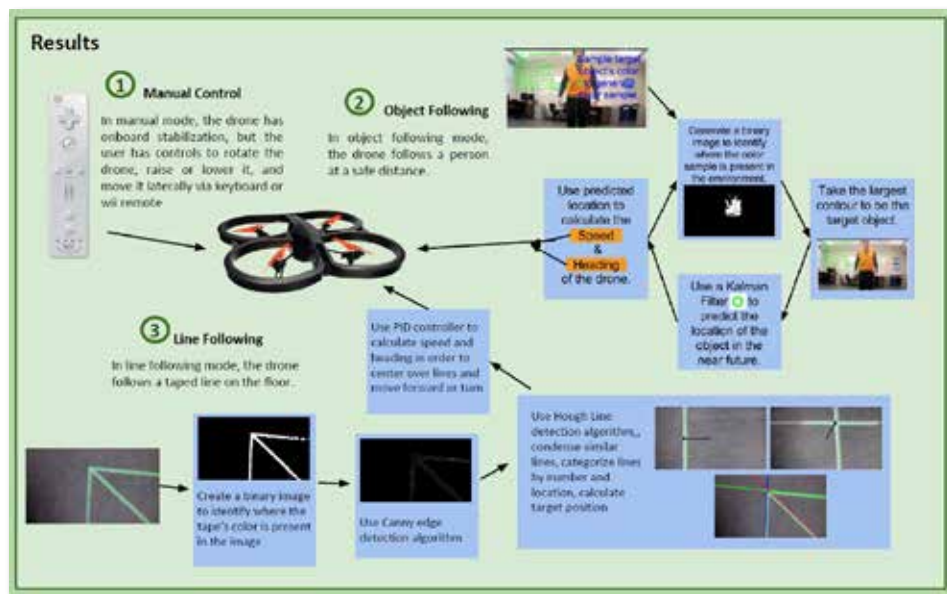 Results
1
Manual Control
In manual mode, the drone has
onboard stabilization, but the
user has controls to rotate the
drone, raise or lower it, and
move it laterally via keyboard or
wii remote
2
Object Following
In object following mode,
the drone follows a person
at a safe distance.
Sample target
object's color
to generate
color sample.
Generate a binary
image to identify
where the color
sample is present in
the environment.
Take the largest
contour to be the
target object.
Use a Kalman
Filter to
predict the
location of the
object in the
near future.
Use predicted
location to
calculate the
Speed
&
Heading
of the drone.
3
Line Following
In line following mode, the drone
follows a taped line on the floor.
Create a binary image
to identify where the
tape's color is present
in the image
Use Canny edge
detection algorithm
Use Hough Line
detection algorithm,
condense similar
lines, categorize lines
by number and
location, calculate
target position
Use PID controller to
calculate speed and
heading in order to
center over lines and
move forward or turn